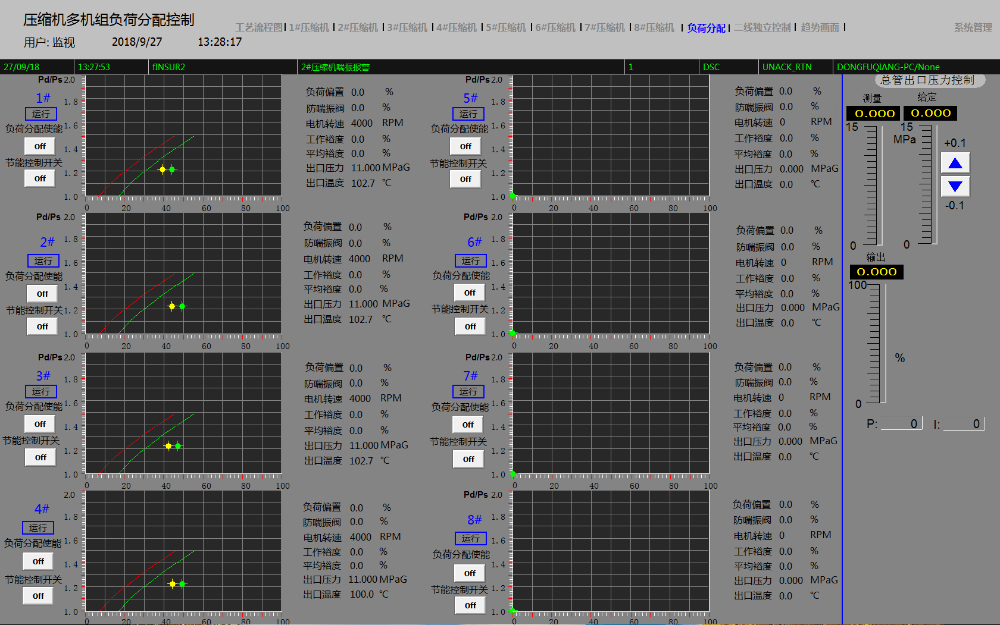 压缩机多机组负荷分配控制
工艺流程图 1#压缩机 2#压缩机 3#压缩机 4#压缩机 5#压缩机 6#压缩机 7#压缩机 8#压缩机 负荷分配 二线独立控制 趋势画面 系统管理
用户: 监视 2018/9/27 13:28:17
27/09/18 13:27:53 fINSUR2 2#压缩机喘振报警 1 DSC UNACK_RTN DONGFUQIANG-PC/None
Pd/Ps 2.0 1.8 1.6 1.4 1.2 1.0
0 20 40 60 80 100
1#
运行
负荷分配使能
Off
节能控制开关
Off
负荷偏置 0.0 %
防喘振阀 0.0 %
电机转速 4000 RPM
工作裕度 0.0 %
平均裕度 0.0 %
出口压力 11.000 MPaG
出口温度 102.7 ℃
Pd/Ps 2.0 1.8 1.6 1.4 1.2 1.0
0 20 40 60 80 100
2#
运行
负荷分配使能
Off
节能控制开关
Off
负荷偏置 0.0 %
防喘振阀 0.0 %
电机转速 4000 RPM
工作裕度 0.0 %
平均裕度 0.0 %
出口压力 11.000 MPaG
出口温度 102.7 ℃
Pd/Ps 2.0 1.8 1.6 1.4 1.2 1.0
0 20 40 60 80 100
3#
运行
负荷分配使能
Off
节能控制开关
Off
负荷偏置 0.0 %
防喘振阀 0.0 %
电机转速 4000 RPM
工作裕度 0.0 %
平均裕度 0.0 %
出口压力 11.000 MPaG
出口温度 102.7 ℃
2.0 1.8 1.6 1.4 1.2 1.0
0 20 40 60 80 100
4#
运行
负荷分配使能
Off
节能控制开关
Off
负荷偏置 0.0 %
防喘振阀 0.0 %
电机转速 4000 RPM
工作裕度 0.0 %
平均裕度 0.0 %
出口压力 11.000 MPaG
出口温度 100.0 ℃
Pd/Ps 2.0 1.8 1.6 1.4 1.2 1.0
0 20 40 60 80 100
5#
运行
负荷分配使能
Off
节能控制开关
Off
负荷偏置 0.0 %
防喘振阀 0.0 %
电机转速 0 RPM
工作裕度 0.0 %
平均裕度 0.0 %
出口压力 0.000 MPaG
出口温度 0.0 ℃
Pd/Ps 2.0 1.8 1.6 1.4 1.2 1.0
0 20 40 60 80 100
6#
运行
负荷分配使能
Off
节能控制开关
Off
负荷偏置 0.0 %
防喘振阀 0.0 %
电机转速 0 RPM
工作裕度 0.0 %
平均裕度 0.0 %
出口压力 0.000 MPaG
出口温度 0.0 ℃
Pd/Ps 2.0 1.8 1.6 1.4 1.2 1.0
0 20 40 60 80 100
7#
运行
负荷分配使能
Off
节能控制开关
Off
负荷偏置 0.0 %
防喘振阀 0.0 %
电机转速 0 RPM
工作裕度 0.0 %
平均裕度 0.0 %
出口压力 0.000 MPaG
出口温度 0.0 ℃
Pd/Ps 2.0 1.8 1.6 1.4 1.2 1.0
0 20 40 60 80 100
8#
运行
负荷分配使能
Off
节能控制开关
Off
负荷偏置 0.0 %
防喘振阀 0.0 %
电机转速 0 RPM
工作裕度 0.0 %
平均裕度 0.0 %
出口压力 0.000 MPaG
出口温度 0.0 ℃
总管出口压力控制
测量 给定
0.000 0.000
15 15
MPa +0.1
-0.1
0 0
输出
0.000
100
%
0
P: 0 I: 0